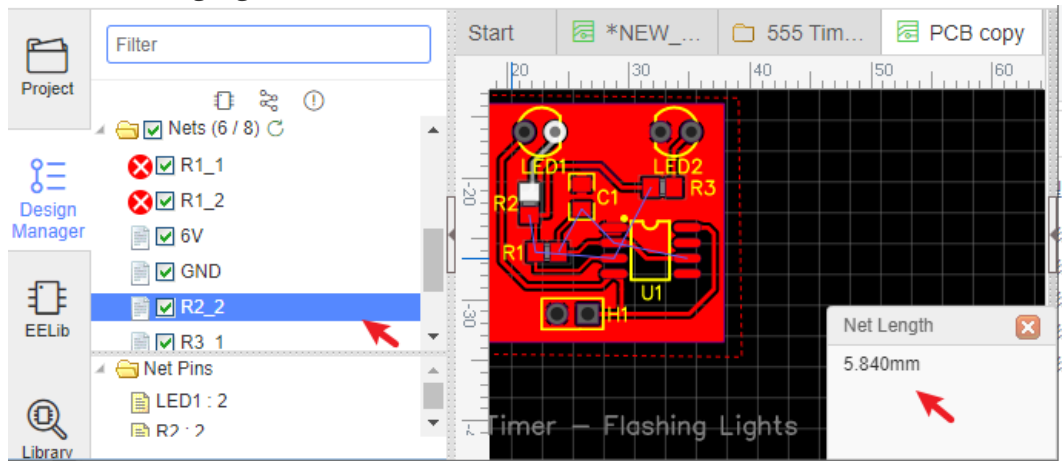 Start
*NEW_...
555 Tim...
PCB copy
Filter
Project
Nets (6 / 8)
R1_1
R1_2
6V
GND
R2_2
R3_1
Net Pins
LED1 : 2
R2 : 2
Design
Manager
EELib
Library
20
30
40
50
60
-20
-30
LED1
LED2
R2
C1
R3
R1
U1
H1
Timer — Flashing Lights
Net Length
5.840mm